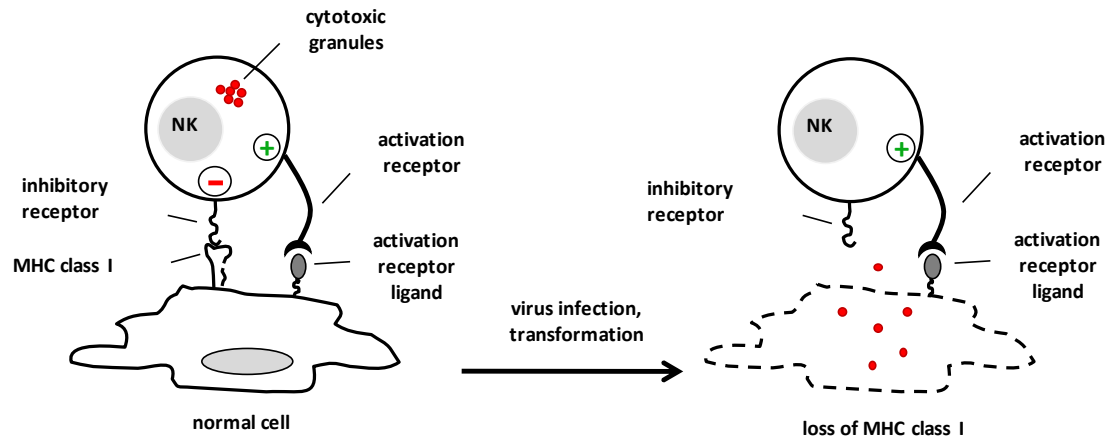 cytotoxic
granules
NK
+
activation
receptor
–
inhibitory
receptor
MHC class I
activation
receptor
ligand
normal cell
virus infection,
transformation
NK
+
activation
receptor
inhibitory
receptor
activation
receptor
ligand
loss of MHC class I